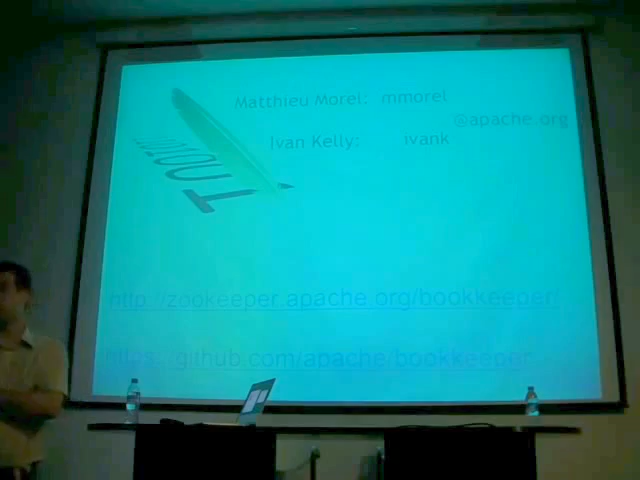 Matthieu Morel: mmorel
@apache.org
Ivan Kelly: ivank
http://zookeeper.apache.org/bookkeeper/
https://github.com/apache/bookkeeper